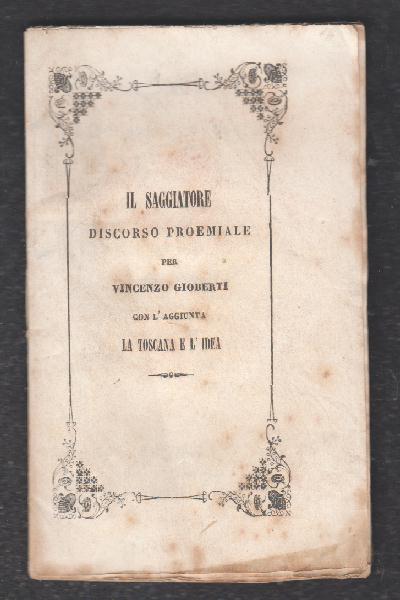 IL SAGGIATORE
DISCORSO PROEMIALE
PER
VINCENZO GIOBERTI
CON L'AGGIUNTA
LA TOSCANA E L'IDEA